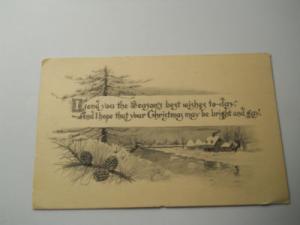 I send you the Season's best wishes to-day,
And I hope that your Christmas may be bright and gay.